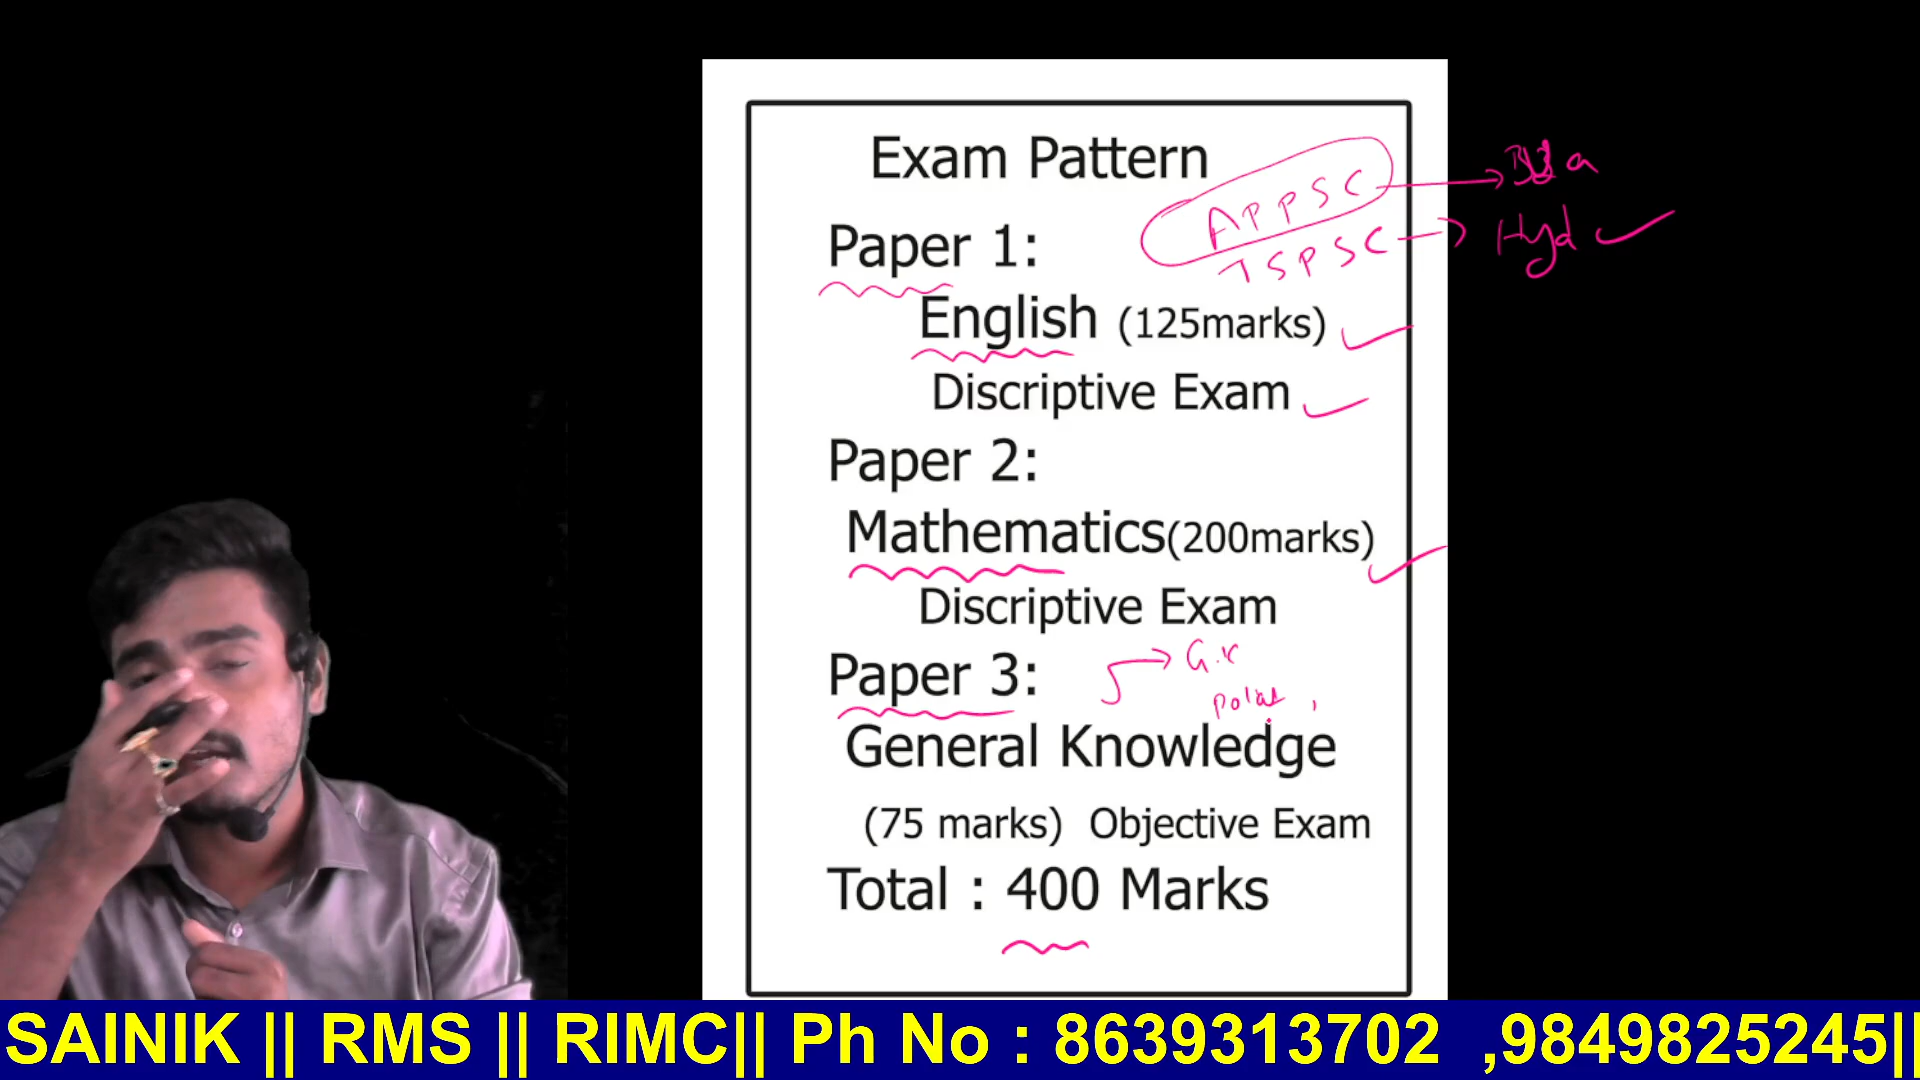 Exam Pattern
APPSC
TSPSC
Hyd
Paper 1:
English (125marks)
Discriptive Exam
Paper 2:
Mathematics(200marks)
Discriptive Exam
Paper 3:
G.K
General Knowledge
(75 marks) Objective Exam
Total : 400 Marks
SAINIK || RMS || RIMC|| Ph No : 8639313702 ,9849825245||